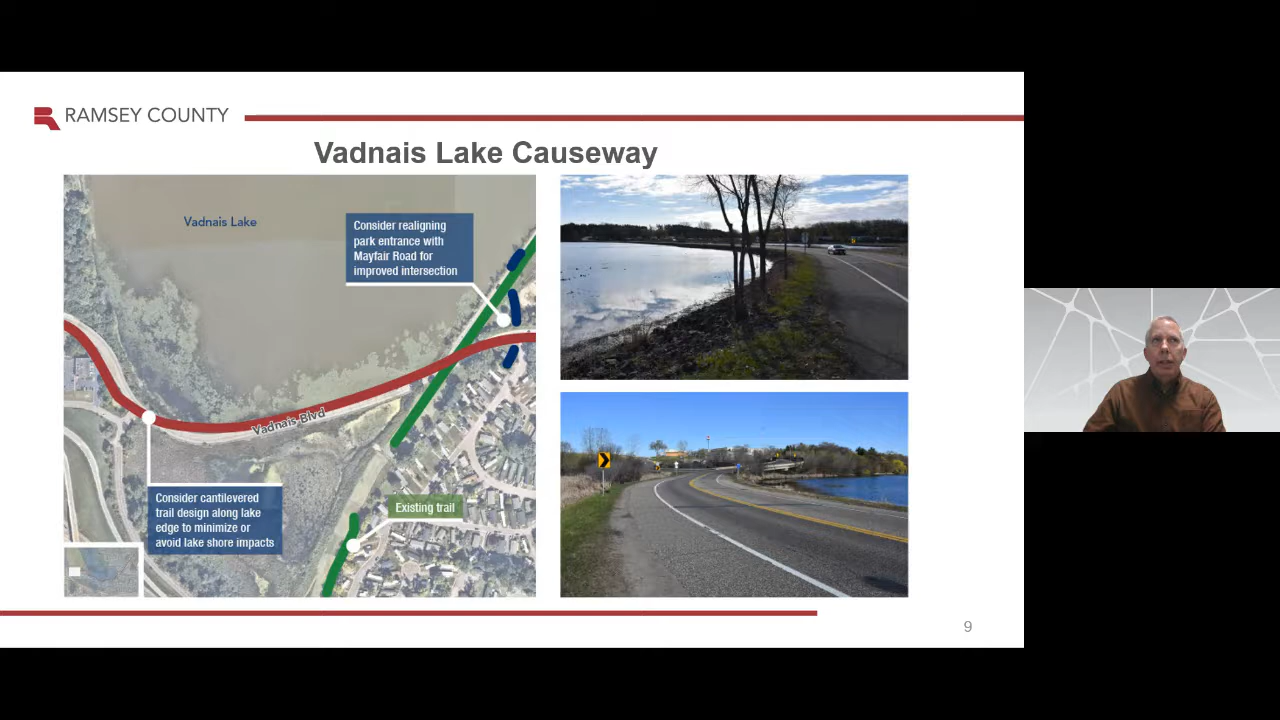 RAMSEY COUNTY
Vadnais Lake Causeway
Vadnais Lake
Consider realigning
park entrance with
Mayfair Road for
improved intersection
Vadnais Blvd
Consider cantilevered
trail design along lake
edge to minimize or
avoid lake shore impacts
Existing trail
9